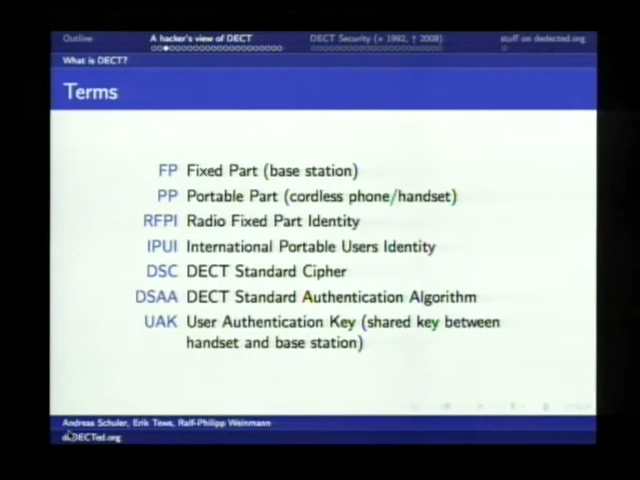 Outline
A hacker's view of DECT
DECT Security (* 1992, † 2008)
stuff on dedected.org
What is DECT?
Terms
FP Fixed Part (base station)
PP Portable Part (cordless phone/handset)
RFPI Radio Fixed Part Identity
IPUI International Portable Users Identity
DSC DECT Standard Cipher
DSAA DECT Standard Authentication Algorithm
UAK User Authentication Key (shared key between
handset and base station)
Andreas Schuler, Erik Tews, Ralf-Philipp Weinmann
deDECTed.org